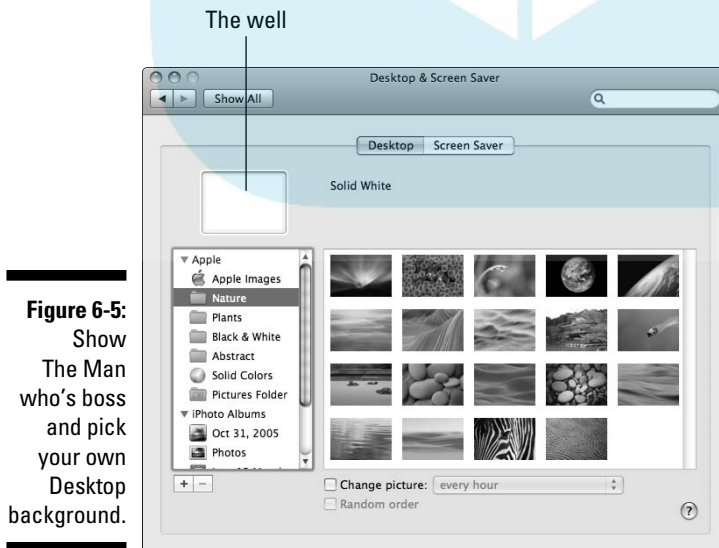 The well
Desktop & Screen Saver
Show All
Desktop Screen Saver
Solid White
Apple
Apple Images
Nature
Plants
Black & White
Abstract
Solid Colors
Pictures Folder
iPhoto Albums
Oct 31, 2005
Photos
Change picture: every hour
Random order
Figure 6-5:
Show
The Man
who's boss
and pick
your own
Desktop
background.